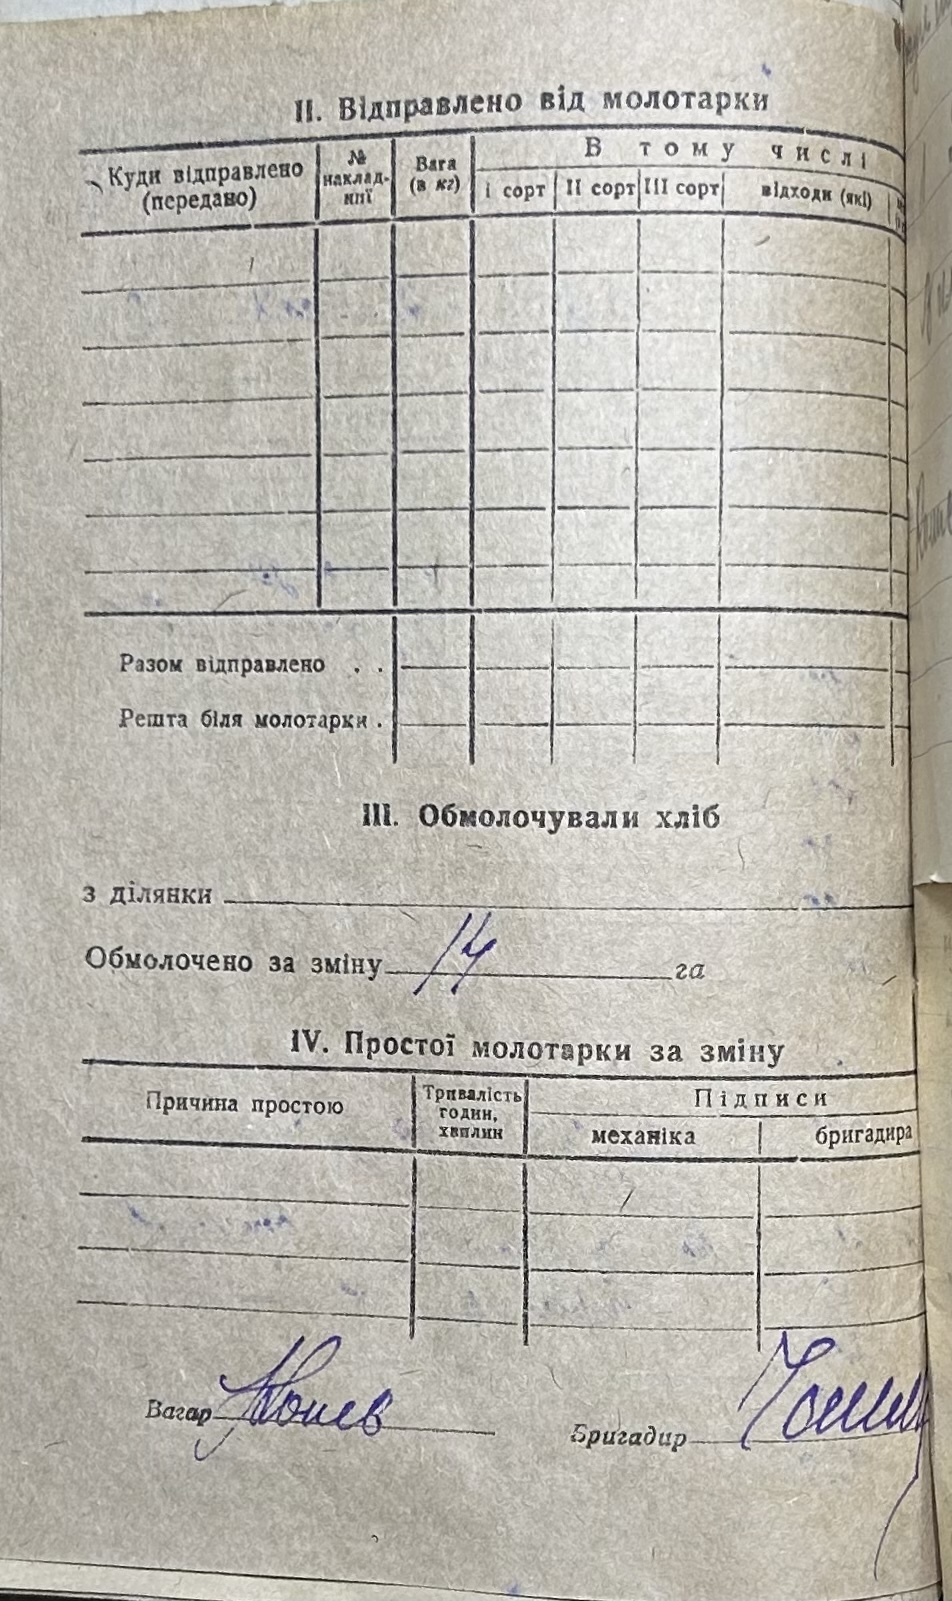 II. Відправлено від молотарки
Куди відправлено (передано)
№ наклад-нпї
Вага (в кг)
В тому числі
І сорт
II сорт
III сорт
відходи (які)
Разом відправлено . .
Решта біля молотарки .
III. Обмолочували хліб
з ділянки
Обмолочено за зміну 14 га
IV. Простої молотарки за зміну
Причина простою
Тривалість годин, хвилин
Підписи
механіка
бригадира
Вагар
Бригадир